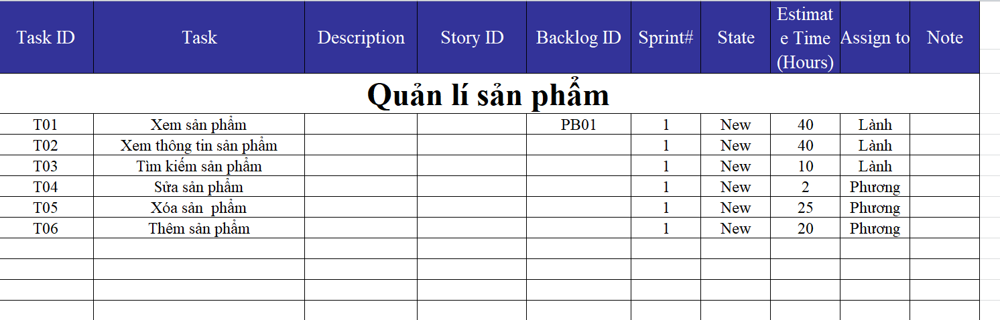 Task ID Task Description Story ID Backlog ID Sprint# State Estimat e Time (Hours) Assign to Note
Quản lí sản phẩm
T01 Xem sản phẩm PB01 1 New 40 Lành
T02 Xem thông tin sản phẩm 1 New 40 Lành
T03 Tìm kiếm sản phẩm 1 New 10 Lành
T04 Sửa sản phẩm 1 New 2 Phương
T05 Xóa sản  phẩm 1 New 25 Phương
T06 Thêm sản phẩm 1 New 20 Phương